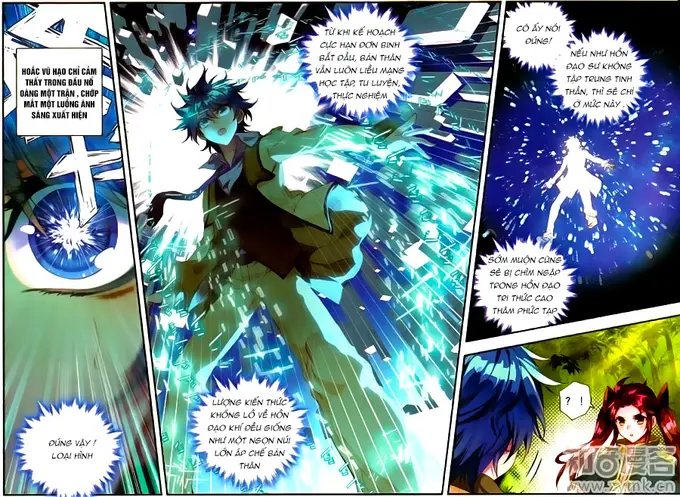 HOẮC VŨ HẠO CHỈ CẢM
THẤY TRONG ĐẦU NỔ
OÀNG MỘT TRẬN , CHỚP
MẮT MỘT LUỒNG ÁNH
SÁNG XUẤT HIỆN
ĐÚNG VẬY !
LOẠI HÌNH
TỪ KHI KẾ HOẠCH
CỰC HẠN ĐƠN BINH
BẮT ĐẦU, BẢN THÂN
VẪN LUÔN LIỀU MẠNG
HỌC TẬP, TU LUYỆN,
THỰC NGHIỆM
LƯỢNG KIẾN THỨC
KHỔNG LỒ VỀ HỒN
ĐẠO KHÍ ĐỀU GIỐNG
NHƯ MỘT NGỌN NÚI
LỚN ÁP CHẾ BẢN
THÂN
CÔ ẤY NÓI
ĐÚNG!
NẾU NHƯ HỒN
ĐẠO SƯ KHÔNG
TẬP TRUNG TINH
THẦN, THÌ SẼ CHỈ
Ở MỨC NÀY .
SỚM MUỘN CŨNG
SẼ BỊ CHÌM NGẬP
TRONG HỒN ĐẠO
TRI THỨC CAO
THÂM PHỨC TẠP
? !